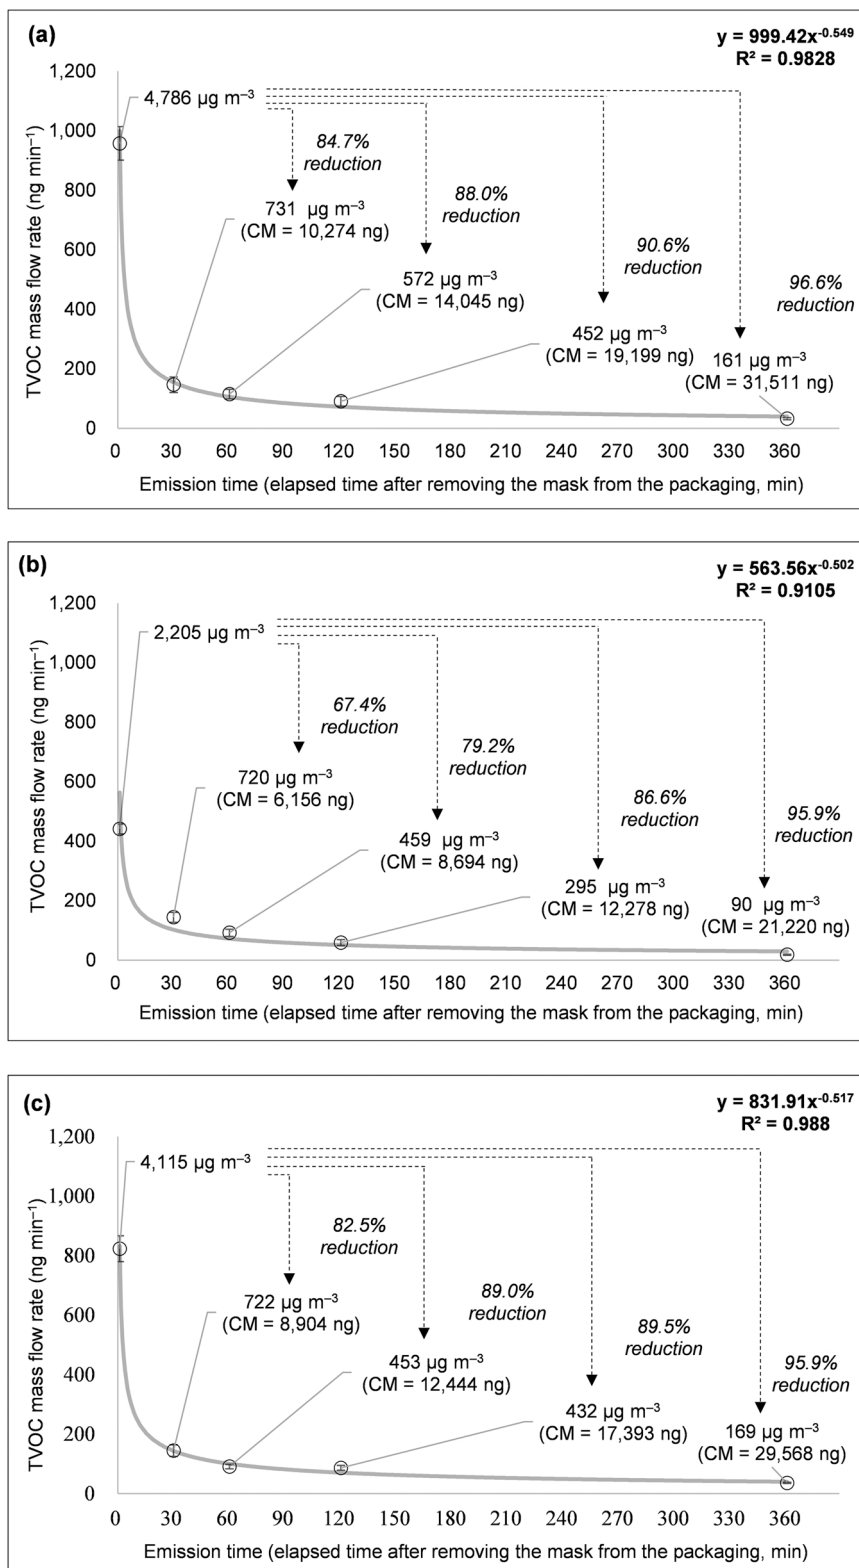 (a)
y = 999.42x^-0.549
R² = 0.9828
TVOC mass flow rate (ng min⁻¹)
1,200
1,000
800
600
400
200
0
4,786 µg m⁻³
84.7%
reduction
731 µg m⁻³
(CM = 10,274 ng)
88.0%
reduction
572 µg m⁻³
(CM = 14,045 ng)
90.6%
reduction
452 µg m⁻³
(CM = 19,199 ng)
96.6%
reduction
161 µg m⁻³
(CM = 31,511 ng)
0 30 60 90 120 150 180 210 240 270 300 330 360
Emission time (elapsed time after removing the mask from the packaging, min)
(b)
y = 563.56x^-0.502
R² = 0.9105
TVOC mass flow rate (ng min⁻¹)
1,200
1,000
800
600
400
200
0
2,205 µg m⁻³
67.4%
reduction
720 µg m⁻³
(CM = 6,156 ng)
79.2%
reduction
459 µg m⁻³
(CM = 8,694 ng)
86.6%
reduction
295 µg m⁻³
(CM = 12,278 ng)
95.9%
reduction
90 µg m⁻³
(CM = 21,220 ng)
0 30 60 90 120 150 180 210 240 270 300 330 360
Emission time (elapsed time after removing the mask from the packaging, min)
(c)
y = 831.91x^-0.517
R² = 0.988
TVOC mass flow rate (ng min⁻¹)
1,200
1,000
800
600
400
200
0
4,115 µg m⁻³
82.5%
reduction
722 µg m⁻³
(CM = 8,904 ng)
89.0%
reduction
453 µg m⁻³
(CM = 12,444 ng)
89.5%
reduction
432 µg m⁻³
(CM = 17,393 ng)
95.9%
reduction
169 µg m⁻³
(CM = 29,568 ng)
0 30 60 90 120 150 180 210 240 270 300 330 360
Emission time (elapsed time after removing the mask from the packaging, min)